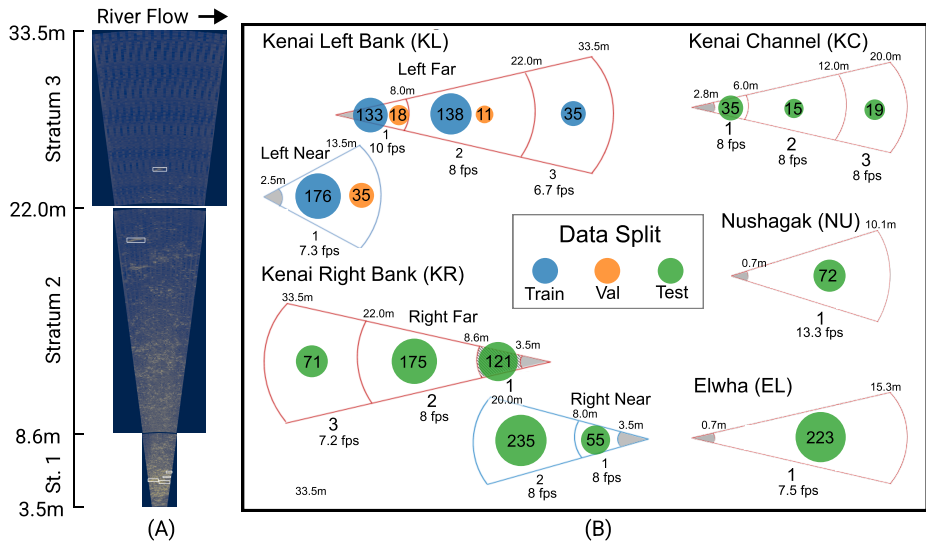 River Flow
33.5m
Stratum 3
22.0m
Stratum 2
8.6m
St. 1
3.5m
(A)
Kenai Left Bank (KL)
Left Far
33.5m
22.0m
8.0m
133
18
138
11
35
1
10 fps
2
8 fps
3
6.7 fps
Left Near
13.5m
2.5m
176
35
1
7.3 fps
Kenai Channel (KC)
20.0m
12.0m
6.0m
2.8m
35
15
19
1
8 fps
2
8 fps
3
8 fps
Data Split
Train
Val
Test
Nushagak (NU)
10.1m
0.7m
72
1
13.3 fps
Kenai Right Bank (KR)
33.5m
22.0m
Right Far
8.6m
3.5m
71
175
121
3
7.2 fps
2
8 fps
1
20.0m
Right Near
8.0m
3.5m
235
55
2
8 fps
1
8 fps
33.5m
Elwha (EL)
15.3m
0.7m
223
1
7.5 fps
(B)